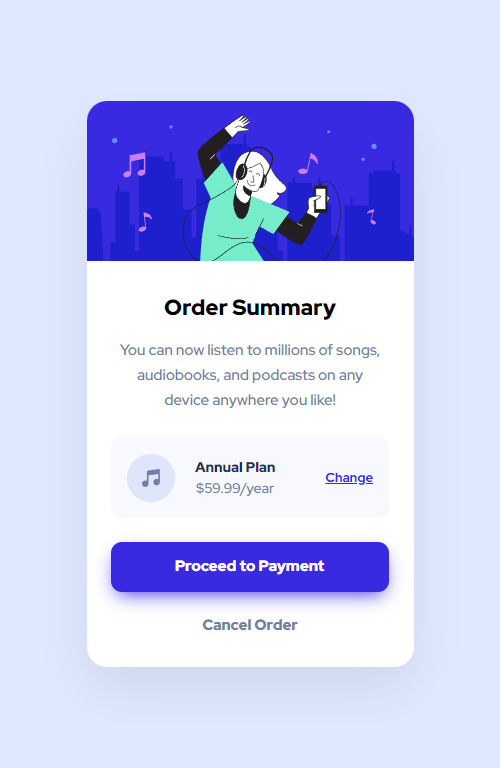 Order Summary
You can now listen to millions of songs,
audiobooks, and podcasts on any
device anywhere you like!
Annual Plan
$59.99/year
Change
Proceed to Payment
Cancel Order